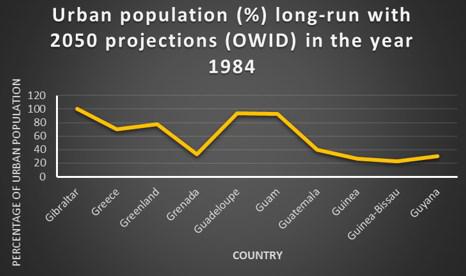 Urban population (%) long-run with
2050 projections (OWID) in the year
1984
PERCENTAGE OF URBAN POPULATION
120
100
80
60
40
20
0
Gibraltar
Greece
Greenland
Grenada
Guadeloupe
Guam
Guatemala
Guinea
Guinea-Bissau
Guyana
COUNTRY